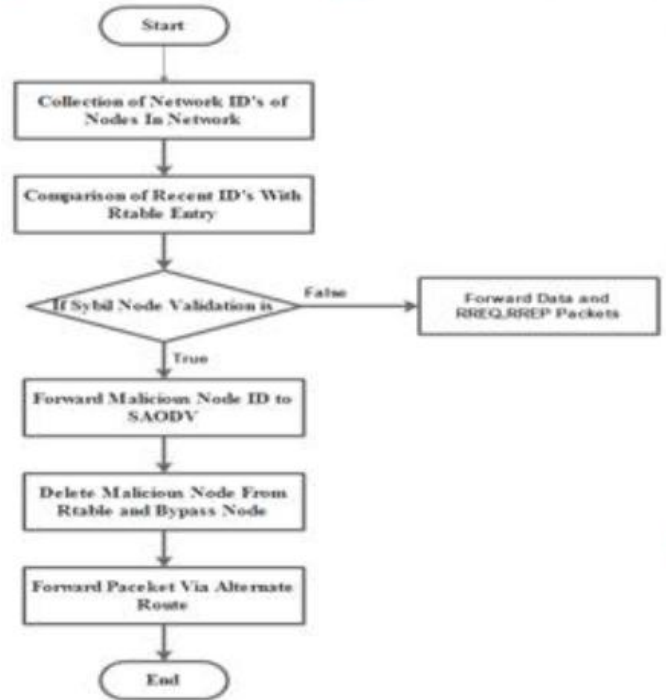 Start
Collection of Network ID's of
Nodes In Network
Comparison of Recent ID's With
Rtable Entry
If Sybil Node Validation is
False
Forward Data and
RREQ,RREP Packets
True
Forward Malicious Node ID to
SAODV
Delete Malicious Node From
Rtable and Bypass Node
Forward Paceket Via Alternate
Route
End